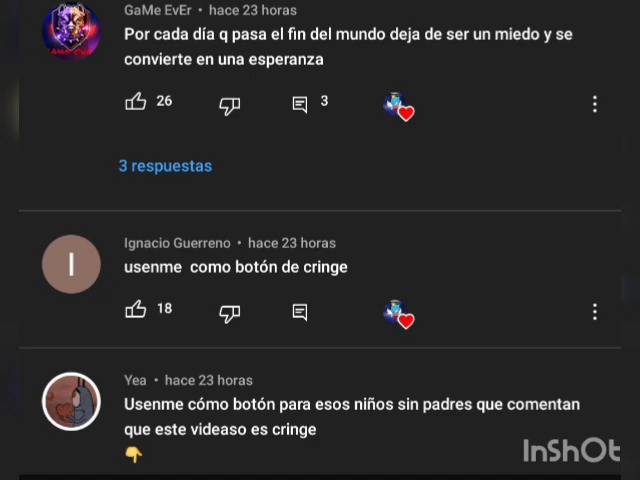 GaMe EvEr • hace 23 horas
Por cada día q pasa el fin del mundo deja de ser un miedo y se
convierte en una esperanza
26
3
3 respuestas
I
Ignacio Guerreno • hace 23 horas
usenme como botón de cringe
18
Yea • hace 23 horas
Usenme cómo botón para esos niños sin padres que comentan
que este videaso es cringe
👇
InShOt